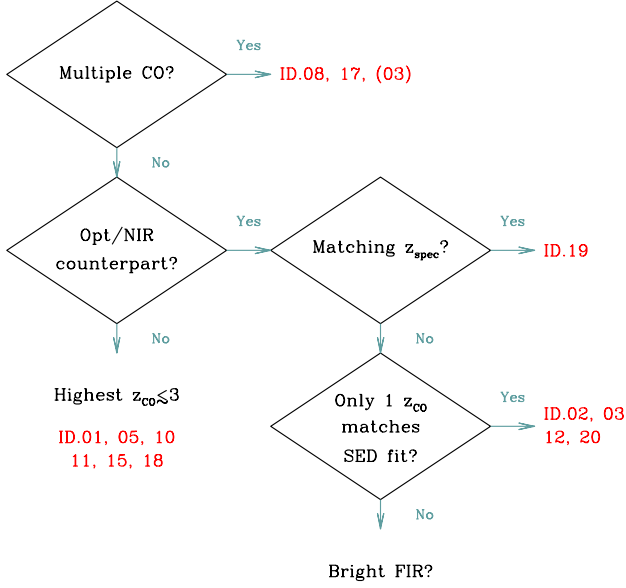 Yes
Multiple CO?
ID.08, 17, (03)
No
Opt/NIR
counterpart?
Yes
Matching z_spec?
Yes
ID.19
No
Highest z_CO≲3
ID.01, 05, 10
11, 15, 18
No
Only 1 z_CO
matches
SED fit?
Yes
ID.02, 03
12, 20
No
Bright FIR?